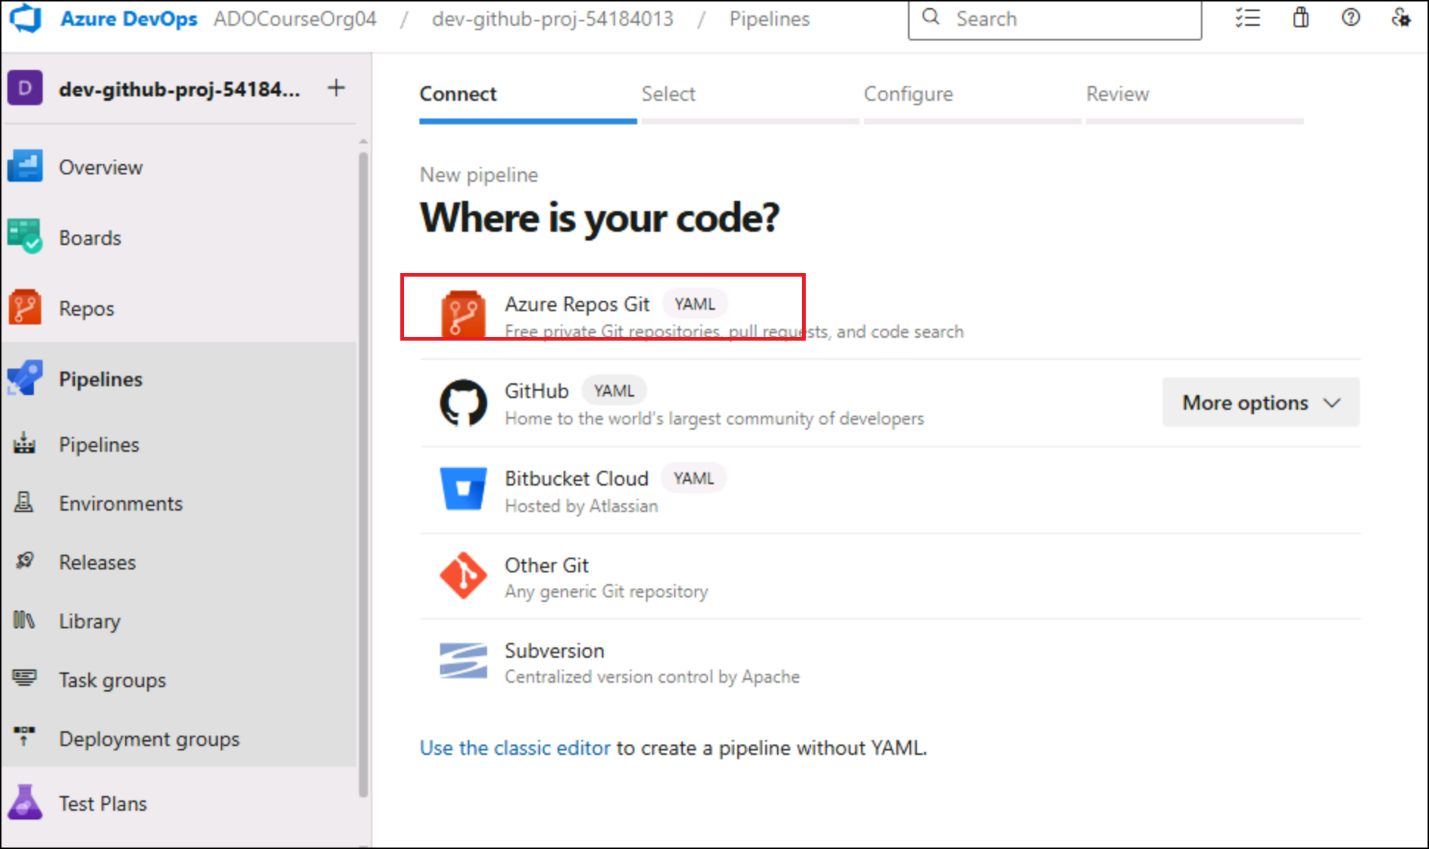 Azure DevOps ADOCourseOrg04 / dev-github-proj-54184013 / Pipelines Search
D dev-github-proj-54184... +
Overview
Boards
Repos
Pipelines
Pipelines
Environments
Releases
Library
Task groups
Deployment groups
Test Plans
Connect Select Configure Review
New pipeline
Where is your code?
Azure Repos Git YAML
Free private Git repositories, pull requests, and code search
GitHub YAML
Home to the world's largest community of developers
More options
Bitbucket Cloud YAML
Hosted by Atlassian
Other Git
Any generic Git repository
Subversion
Centralized version control by Apache
Use the classic editor to create a pipeline without YAML.